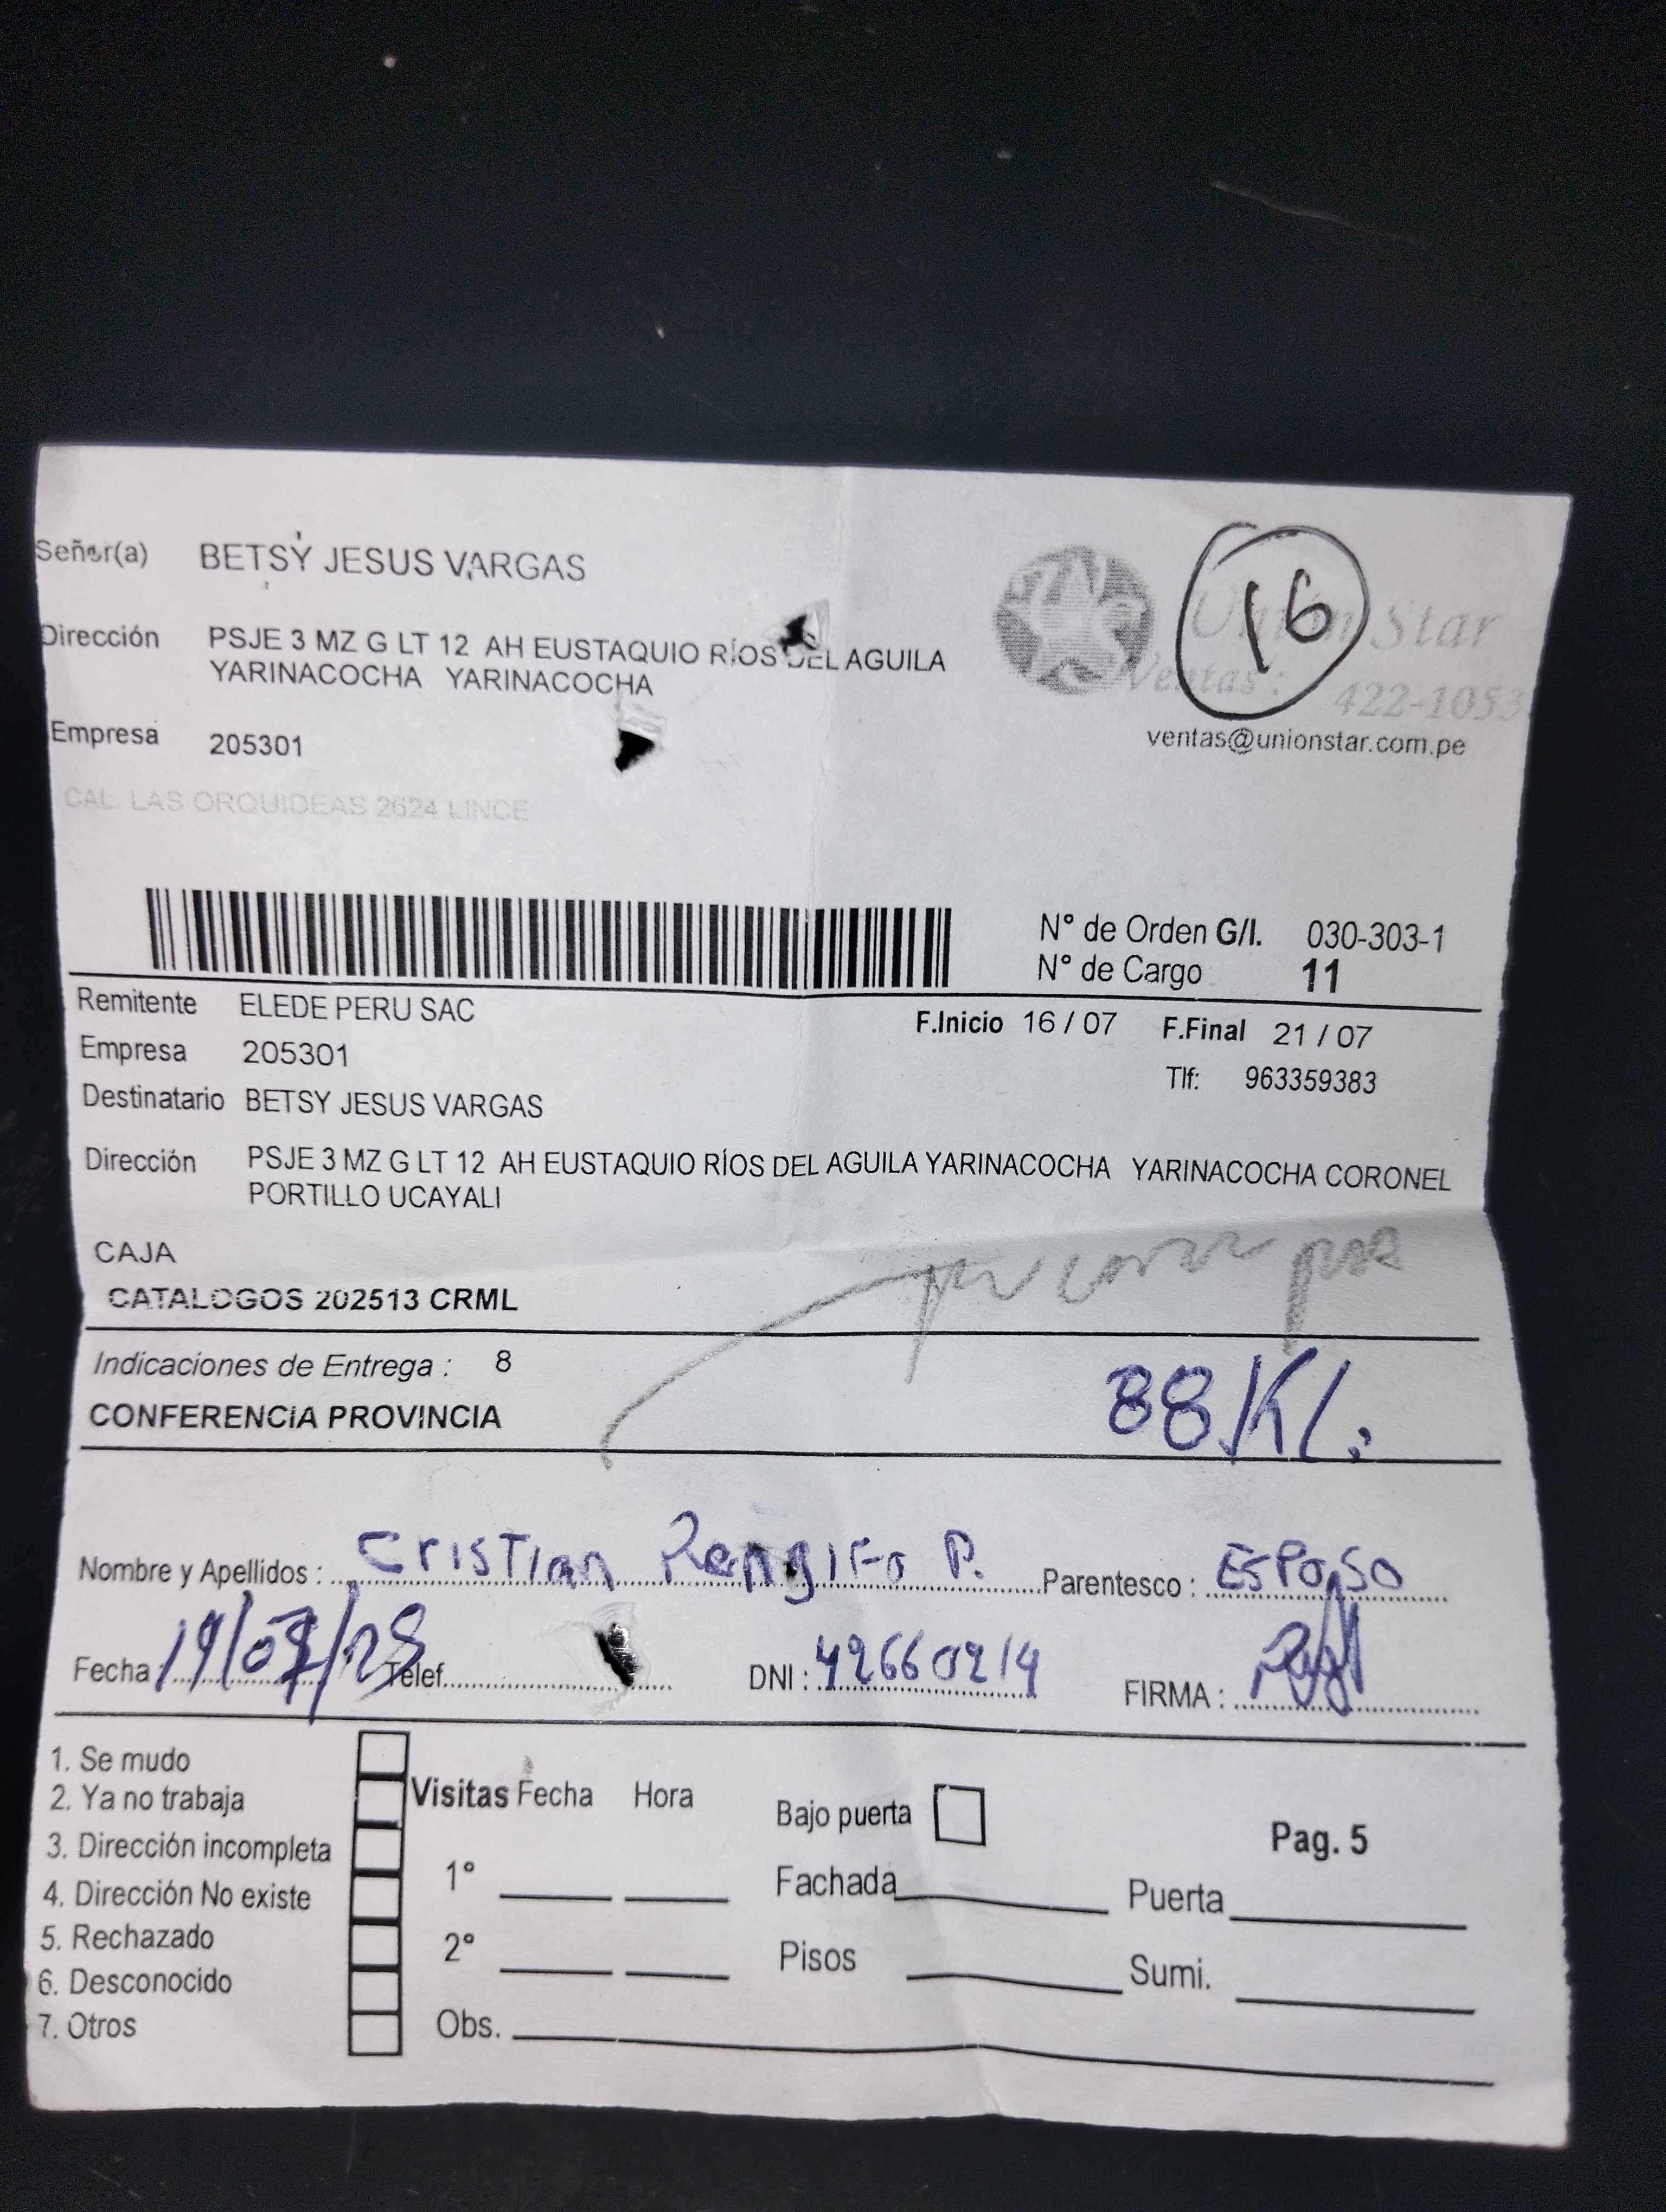 Señor(a) BETSY JESUS VARGAS
Dirección PSJE 3 MZ G LT 12 AH EUSTAQUIO RÍOS DEL AGUILA
YARINACOCHA YARINACOCHA
Empresa 205301
CAL. LAS ORQUIDEAS 2624 LINCE
16
Unión Star
Ventas: 422-1053
ventas@unionstar.com.pe
N° de Orden G/I. 030-303-1
N° de Cargo 11
Remitente ELEDE PERU SAC
F.Inicio 16 / 07 F.Final 21 / 07
Empresa 205301
Tlf: 963359383
Destinatario BETSY JESUS VARGAS
Dirección PSJE 3 MZ G LT 12 AH EUSTAQUIO RÍOS DEL AGUILA YARINACOCHA YARINACOCHA CORONEL
PORTILLO UCAYALI
CAJA
CATALOGOS 202513 CRML
Indicaciones de Entrega : 8
88 Kl.
CONFERENCIA PROVINCIA
Nombre y Apellidos : Cristian Rengifo P. Parentesco : Esposo
Fecha 19/07/25 Telef. DNI : 42660214 FIRMA :
1. Se mudo
2. Ya no trabaja
3. Dirección incompleta
4. Dirección No existe
5. Rechazado
6. Desconocido
7. Otros
Visitas Fecha Hora
1°
2°
Obs.
Bajo puerta
Fachada
Pisos
Pag. 5
Puerta
Sumi.